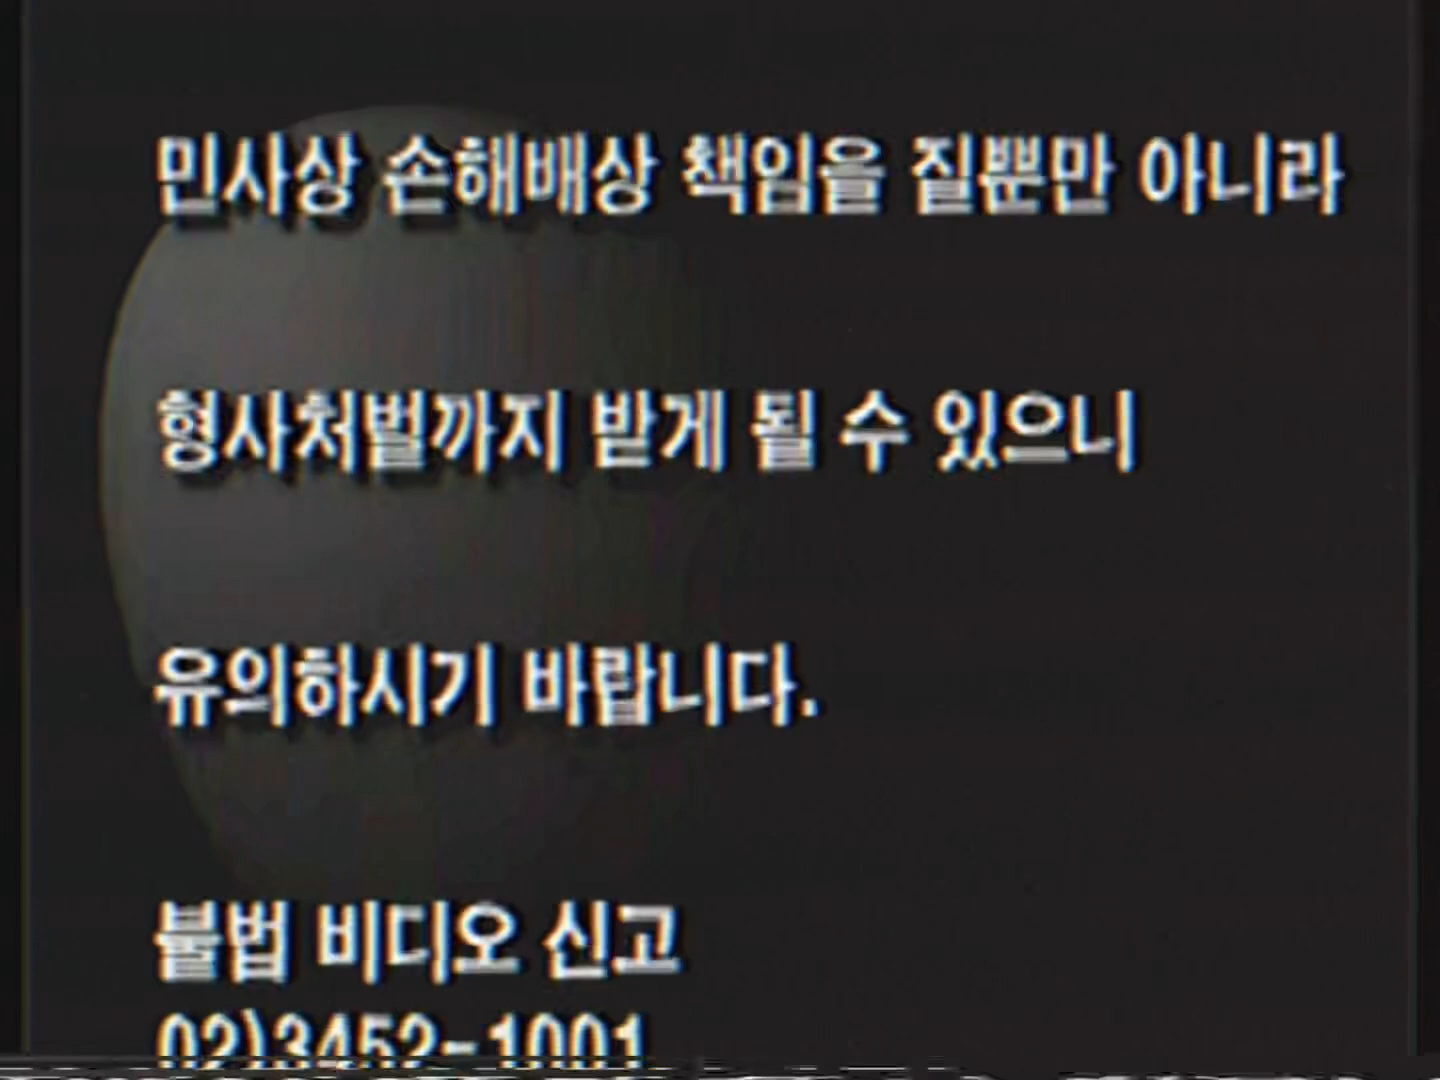 민사상 손해배상 책임을 질뿐만 아니라
형사처벌까지 받게 될 수 있으니
유의하시기 바랍니다.
불법 비디오 신고
02)3452-1001